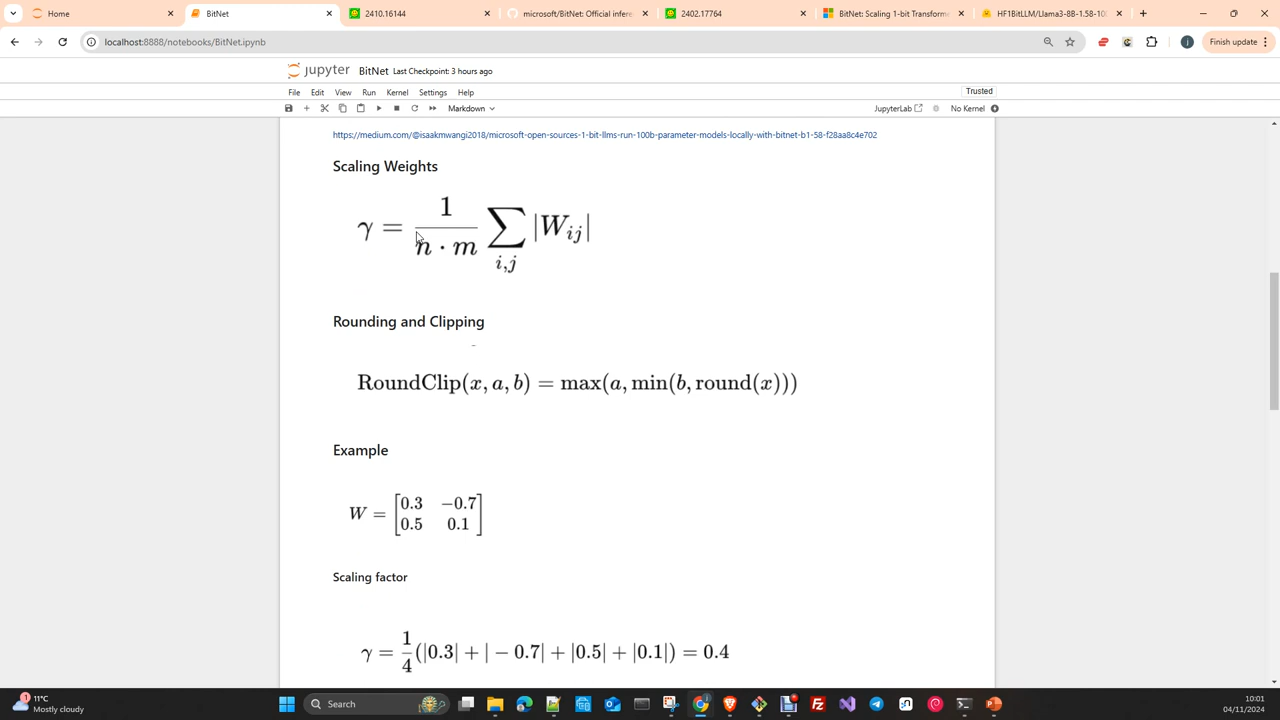 Home
BitNet
2410.16144
microsoft/BitNet: Official infere
2402.17764
BitNet: Scaling 1-bit Transform
HF1BitLLM/Llama3-8B-1.58-10
localhost:8888/notebooks/BitNet.ipynb
Finish update
jupyter BitNet Last Checkpoint: 3 hours ago
File Edit View Run Kernel Settings Help
Trusted
Markdown
JupyterLab
No Kernel
https://medium.com/@isaakmwangi2018/microsoft-open-sources-1-bit-llms-run-100b-parameter-models-locally-with-bitnet-b1-58-f28aa8c4e702
Scaling Weights
γ = 1/(n · m) ∑_{i,j} |W_{ij}|
Rounding and Clipping
RoundClip(x, a, b) = max(a, min(b, round(x)))
Example
W = [0.3 −0.7
0.5 0.1]
Scaling factor
γ = 1/4 (|0.3| + | − 0.7| + |0.5| + |0.1|) = 0.4
11°C
Mostly cloudy
Search
10:01
04/11/2024